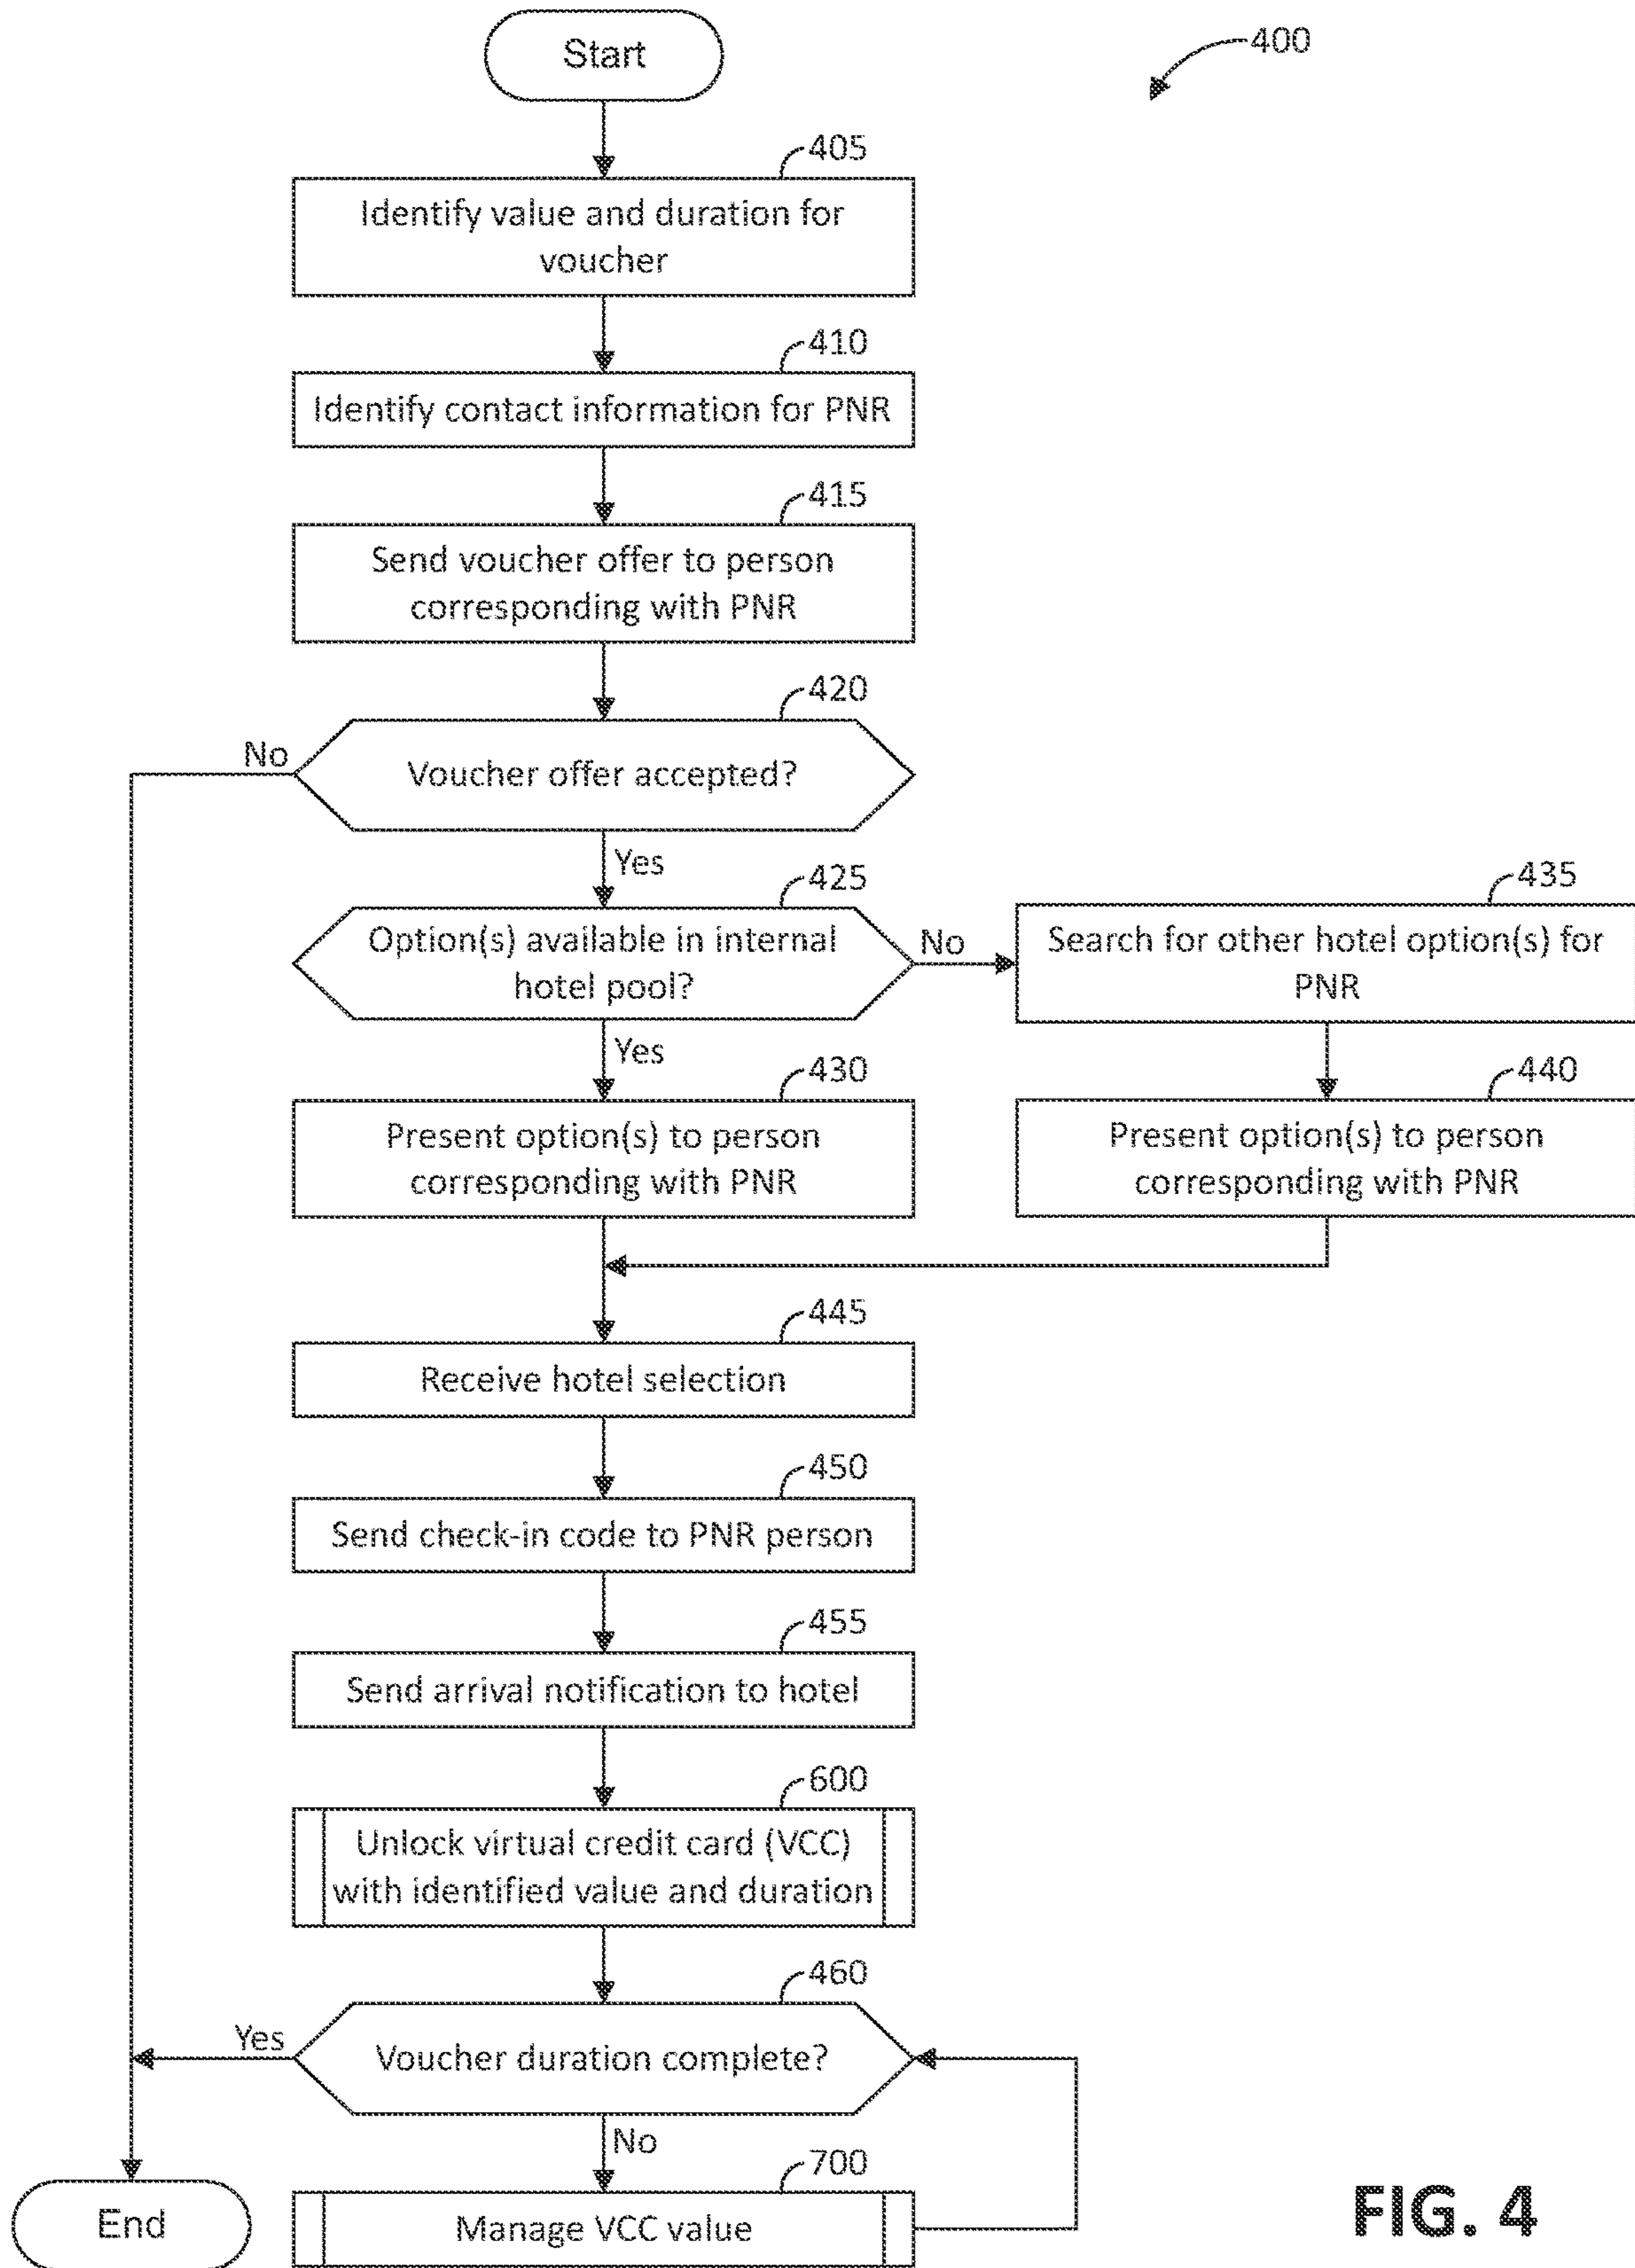 Start
400
405
Identify value and duration for
voucher
410
Identify contact information for PNR
415
Send voucher offer to person
corresponding with PNR
420
No
Voucher offer accepted?
Yes
425
Option(s) available in internal
hotel pool?
No
435
Search for other hotel option(s) for
PNR
Yes
430
Present option(s) to person
corresponding with PNR
440
Present option(s) to person
corresponding with PNR
445
Receive hotel selection
450
Send check-in code to PNR person
455
Send arrival notification to hotel
600
Unlock virtual credit card (VCC)
with identified value and duration
460
Yes
Voucher duration complete?
No
700
Manage VCC value
End
FIG. 4